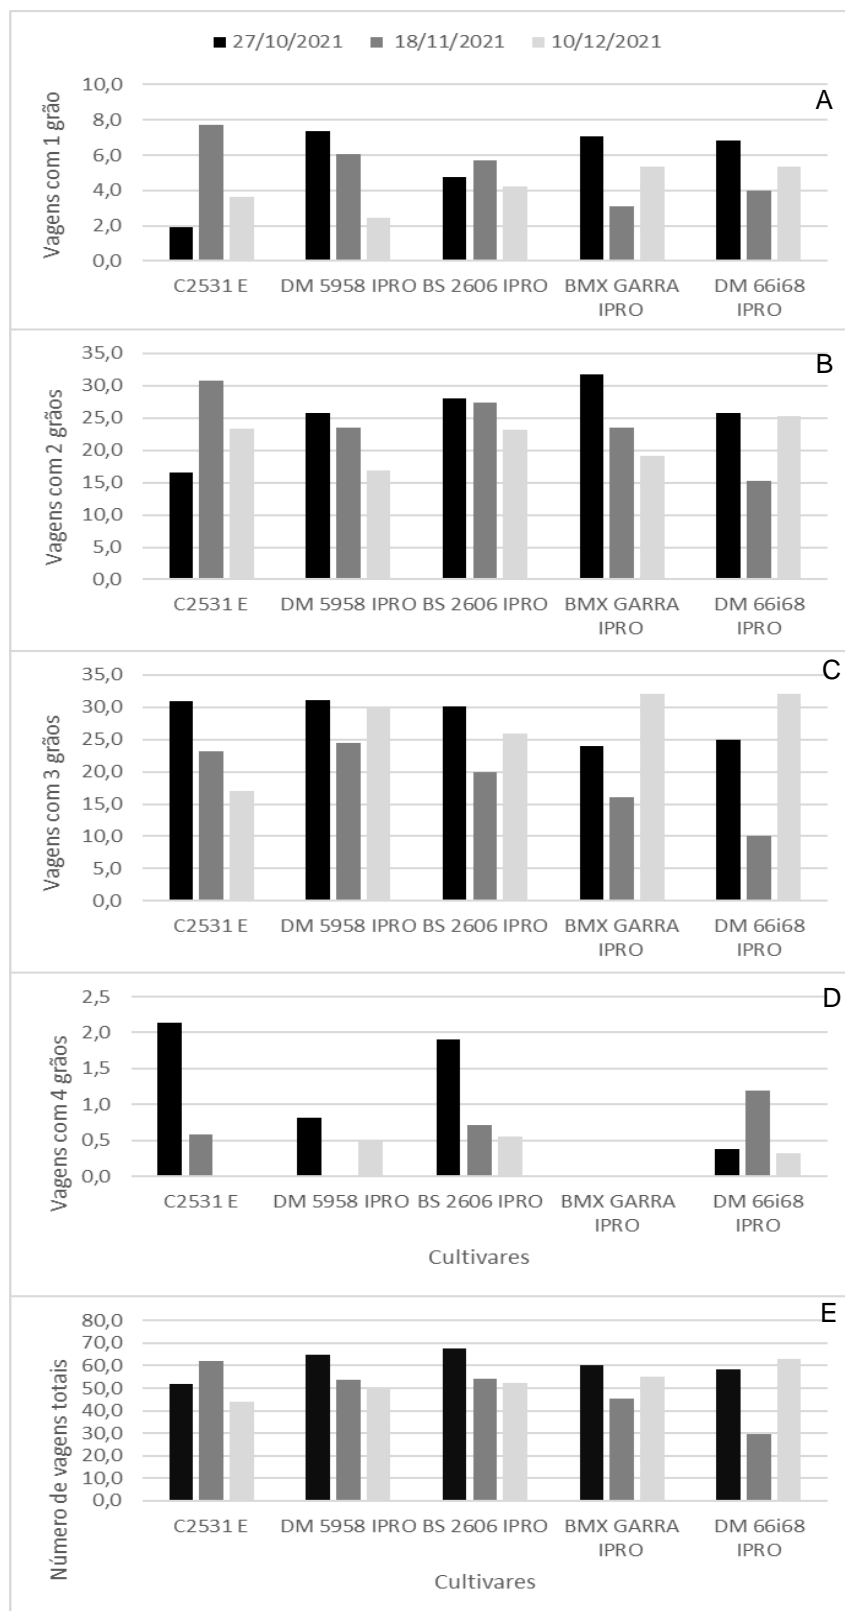 27/10/2021 18/11/2021 10/12/2021
A
Vagens com 1 grão
10,0
8,0
6,0
4,0
2,0
0,0
C2531 E DM 5958 IPRO BS 2606 IPRO BMX GARRA IPRO DM 66i68 IPRO
B
Vagens com 2 grãos
35,0
30,0
25,0
20,0
15,0
10,0
5,0
0,0
C2531 E DM 5958 IPRO BS 2606 IPRO BMX GARRA IPRO DM 66i68 IPRO
C
Vagens com 3 grãos
35,0
30,0
25,0
20,0
15,0
10,0
5,0
0,0
C2531 E DM 5958 IPRO BS 2606 IPRO BMX GARRA IPRO DM 66i68 IPRO
D
Vagens com 4 grãos
2,5
2,0
1,5
1,0
0,5
0,0
C2531 E DM 5958 IPRO BS 2606 IPRO BMX GARRA IPRO DM 66i68 IPRO
Cultivares
E
Número de vagens totais
80,0
70,0
60,0
50,0
40,0
30,0
20,0
10,0
0,0
C2531 E DM 5958 IPRO BS 2606 IPRO BMX GARRA IPRO DM 66i68 IPRO
Cultivares